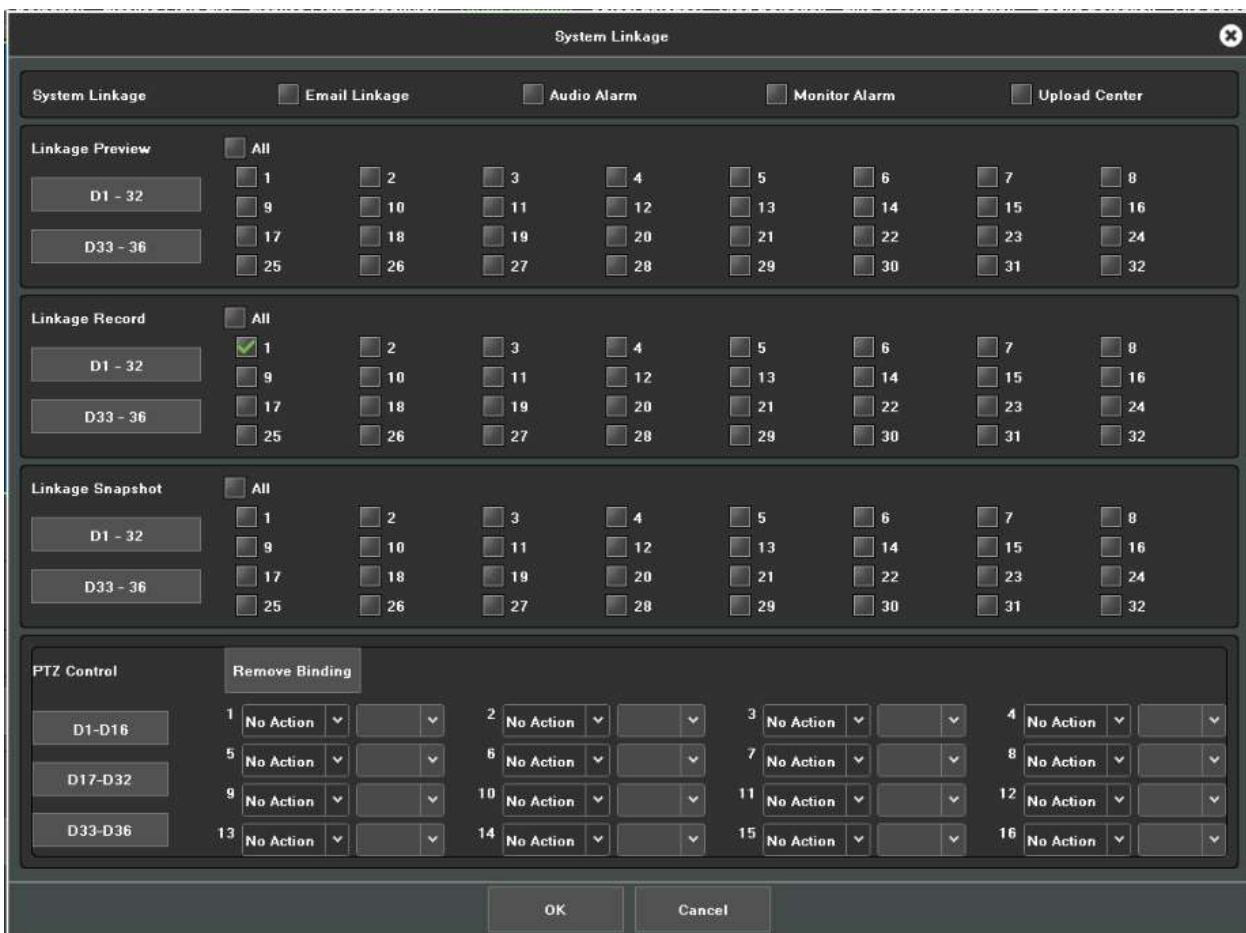 System Linkage
System Linkage Email Linkage Audio Alarm Monitor Alarm Upload Center
Linkage Preview All
D1 - 32
D33 - 36
1 2 3 4 5 6 7 8
9 10 11 12 13 14 15 16
17 18 19 20 21 22 23 24
25 26 27 28 29 30 31 32
Linkage Record All
D1 - 32
D33 - 36
1 2 3 4 5 6 7 8
9 10 11 12 13 14 15 16
17 18 19 20 21 22 23 24
25 26 27 28 29 30 31 32
Linkage Snapshot All
D1 - 32
D33 - 36
1 2 3 4 5 6 7 8
9 10 11 12 13 14 15 16
17 18 19 20 21 22 23 24
25 26 27 28 29 30 31 32
PTZ Control Remove Binding
D1-D16
D17-D32
D33-D36
1 No Action 2 No Action 3 No Action 4 No Action
5 No Action 6 No Action 7 No Action 8 No Action
9 No Action 10 No Action 11 No Action 12 No Action
13 No Action 14 No Action 15 No Action 16 No Action
OK Cancel